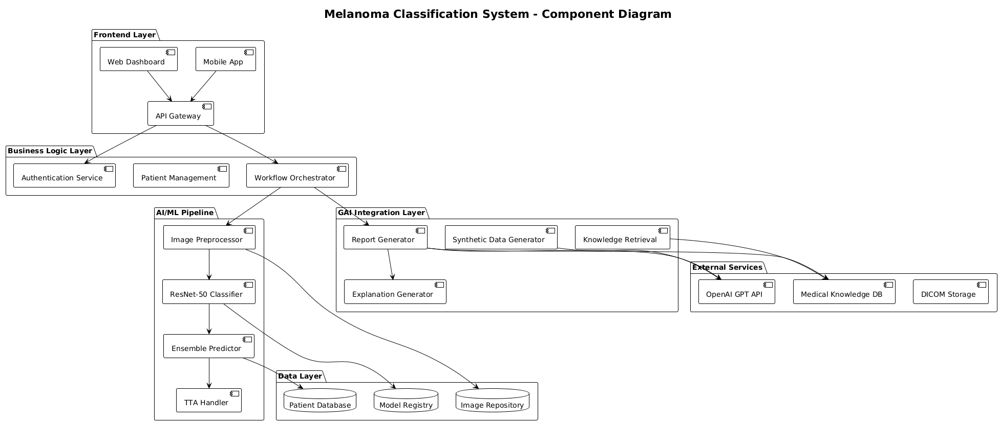 Melanoma Classification System - Component Diagram
Frontend Layer
Web Dashboard
Mobile App
API Gateway
Business Logic Layer
Authentication Service
Patient Management
Workflow Orchestrator
AI/ML Pipeline
Image Preprocessor
ResNet-50 Classifier
Ensemble Predictor
TTA Handler
GAI Integration Layer
Report Generator
Synthetic Data Generator
Knowledge Retrieval
Explanation Generator
External Services
OpenAI GPT API
Medical Knowledge DB
DICOM Storage
Data Layer
Patient Database
Model Registry
Image Repository